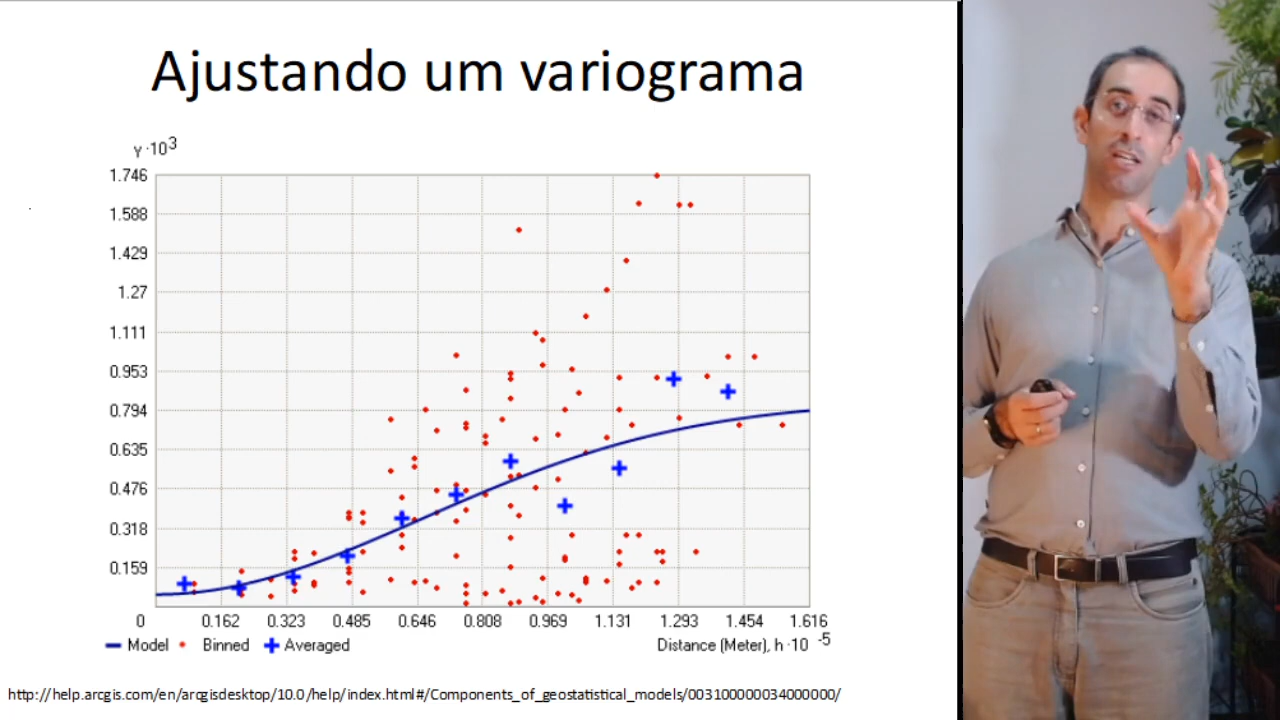 Ajustando um variograma
γ·10³
1.746
1.588
1.429
1.27
1.111
0.953
0.794
0.635
0.476
0.318
0.159
0 0.162 0.323 0.485 0.646 0.808 0.969 1.131 1.293 1.454 1.616
Model Binned Averaged Distance (Meter), h·10 -5
http://help.arcgis.com/en/arcgisdesktop/10.0/help/index.html#/Components_of_geostatistical_models/003100000034000000/